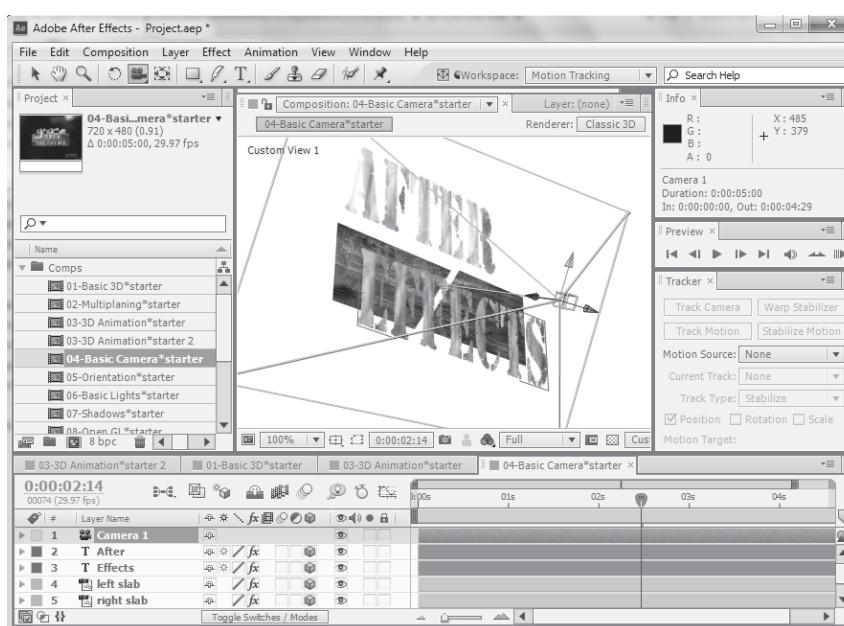 Adobe After Effects - Project.aep *
File Edit Composition Layer Effect Animation View Window Help
Workspace: Motion Tracking
Search Help
Project ×
04-Basi...mera*starter ▼
720 x 480 (0.91)
Δ 0:00:05:00, 29.97 fps
Name
Comps
01-Basic 3D*starter
02-Multiplaning*starter
03-3D Animation*starter
03-3D Animation*starter 2
04-Basic Camera*starter
05-Orientation*starter
06-Basic Lights*starter
07-Shadows*starter
08-Open GL*starter
8 bpc
Composition: 04-Basic Camera*starter
Layer: (none)
04-Basic Camera*starter
Renderer: Classic 3D
Custom View 1
AFTER
EFFECTS
100%
0:00:02:14
Full
Cus
Info ×
R :
G :
B :
A : 0
X : 485
Y : 379
Camera 1
Duration: 0:00:05:00
In: 0:00:00:00, Out: 0:00:04:29
Preview ×
Tracker ×
Track Camera Warp Stabilizer
Track Motion Stabilize Motion
Motion Source: None
Current Track: None
Track Type: Stabilize
Position Rotation Scale
Motion Target:
03-3D Animation*starter 2 01-Basic 3D*starter 03-3D Animation*starter 04-Basic Camera*starter ×
0:00:02:14
00074 (29.97 fps)
):00s 01s 02s 03s 04s
# Layer Name
1 Camera 1
2 T After
3 T Effects
4 left slab
5 right slab
Toggle Switches / Modes